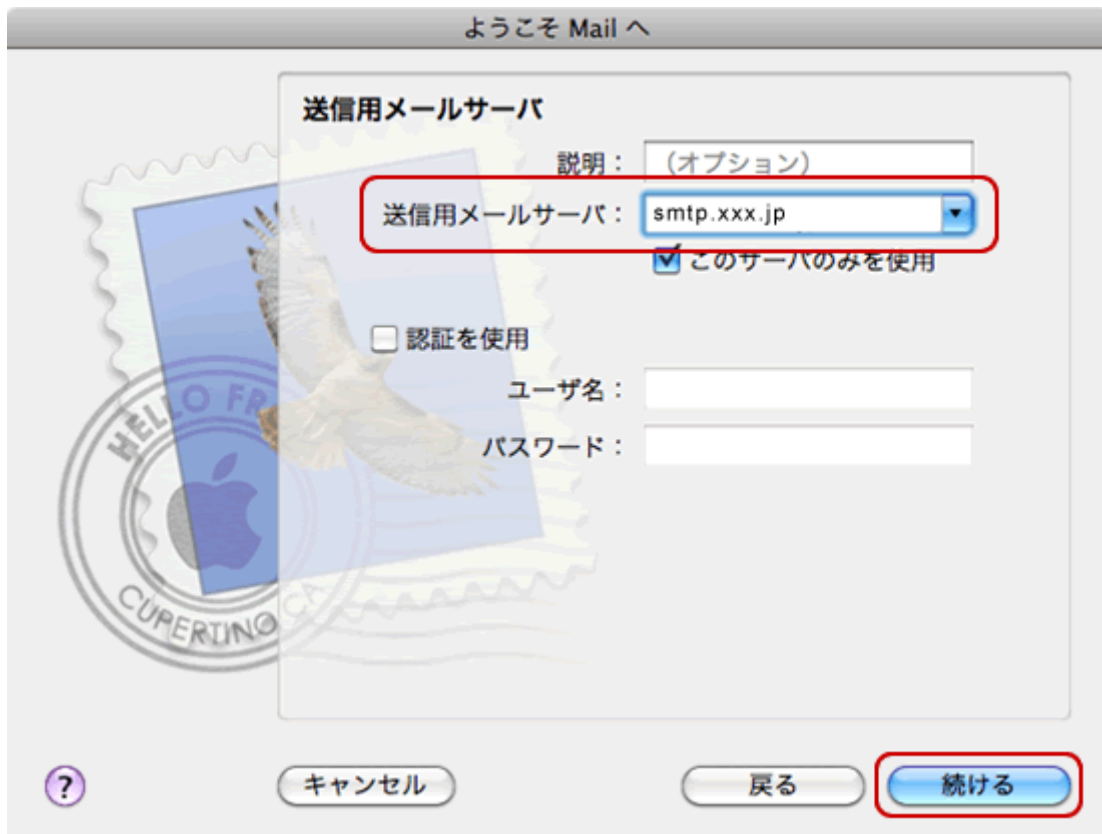 ようこそ Mail へ
送信用メールサーバ
説明： （オプション）
送信用メールサーバ： smtp.xxx.jp
このサーバのみを使用
認証を使用
ユーザ名：
パスワード：
HELLO FR
CUPERTINO CA
? キャンセル 戻る 続ける